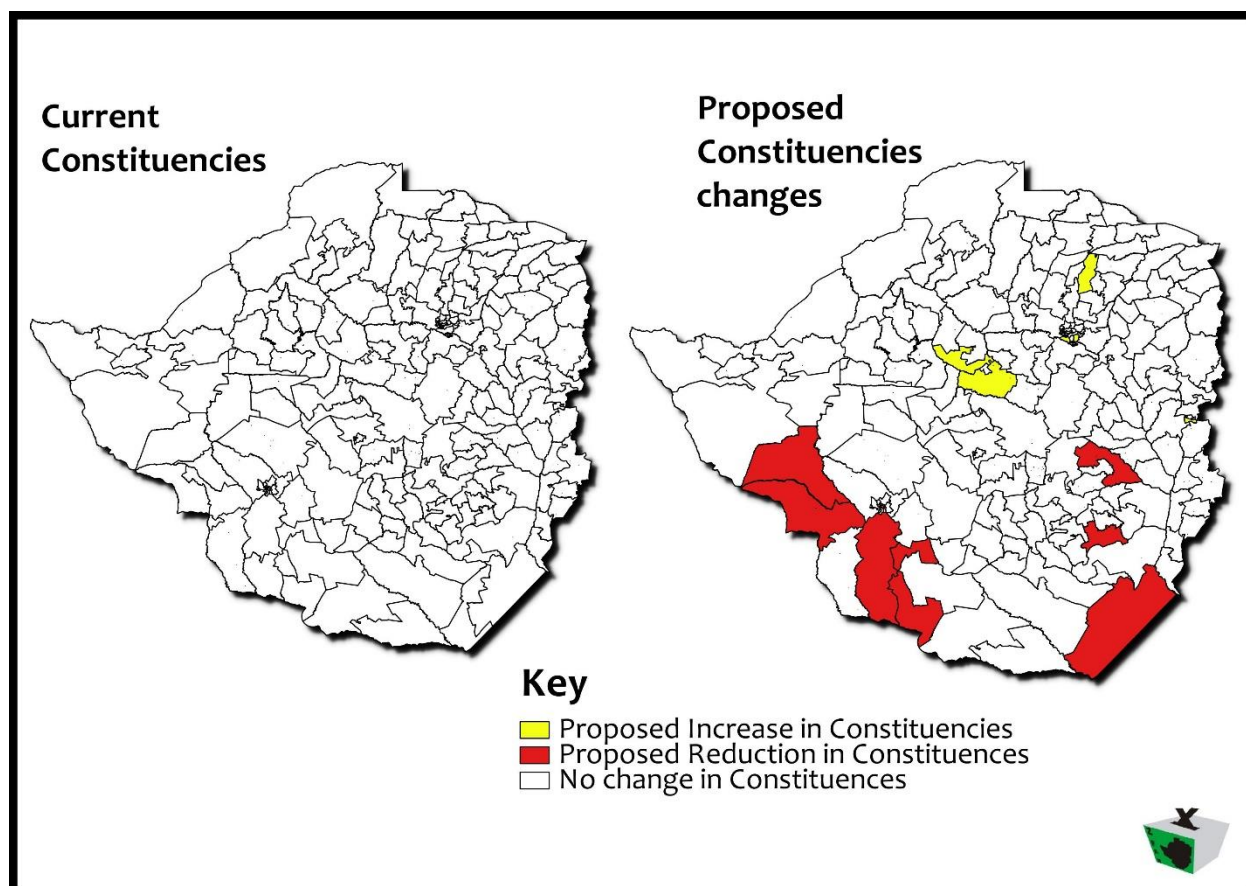 Current
Constituencies
Proposed
Constituencies
changes
Key
Proposed Increase in Constituencies
Proposed Reduction in Constituences
No change in Constituences
X